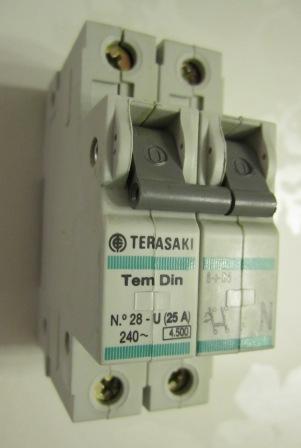 O O
TERASAKI
Tem Din
N.º 28 - U (25 A)
240~ 4.500
N